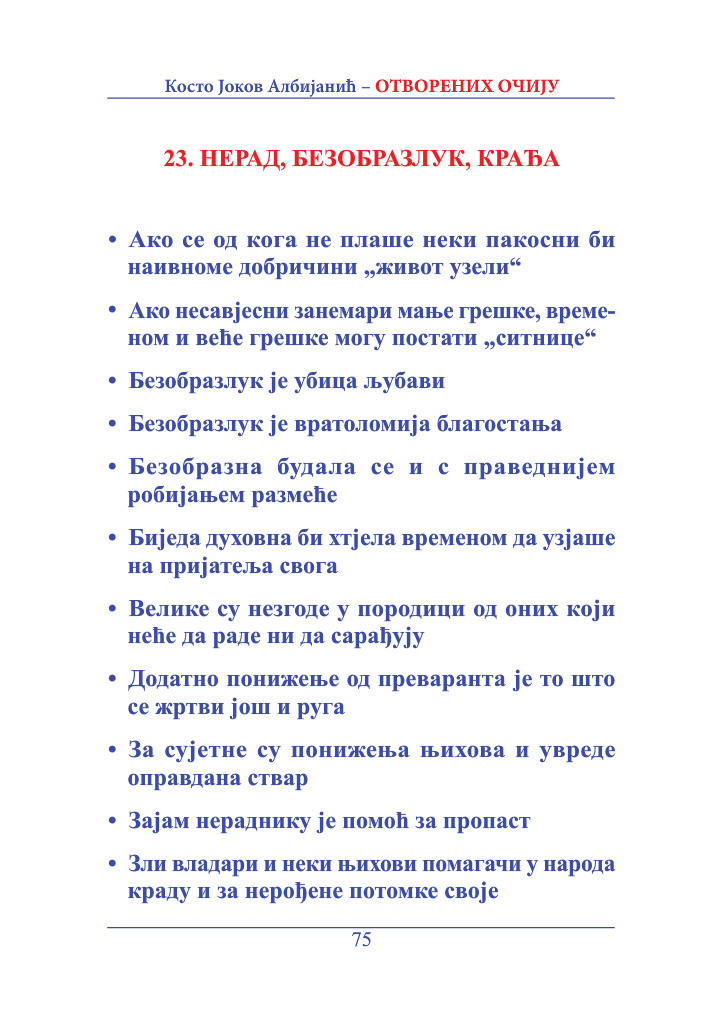 Косто Јоков Албијанић – ОТВОРЕНИХ ОЧИЈУ
23. НЕРАД, БЕЗОБРАЗЛУК, КРАЂА
• Ако се од кога не плаше неки пакосни би
наивноме добричини „живот узели“
• Ако несавјесни занемари мање грешке, време-
ном и веће грешке могу постати „ситнице“
• Безобразлук је убица љубави
• Безобразлук је вратоломија благостања
• Безобразна будала се и с праведнијем
робијањем размеће
• Биједа духовна би хтјела временом да узјаше
на пријатеља свога
• Велике су незгоде у породици од оних који
неће да раде ни да сарађују
• Додатно понижење од преваранта је то што
се жртви још и руга
• За сујетне су понижења њихова и увреде
оправдана ствар
• Зајам нераднику је помоћ за пропаст
• Зли владари и неки њихови помагачи у народа
краду и за нерођене потомке своје
75